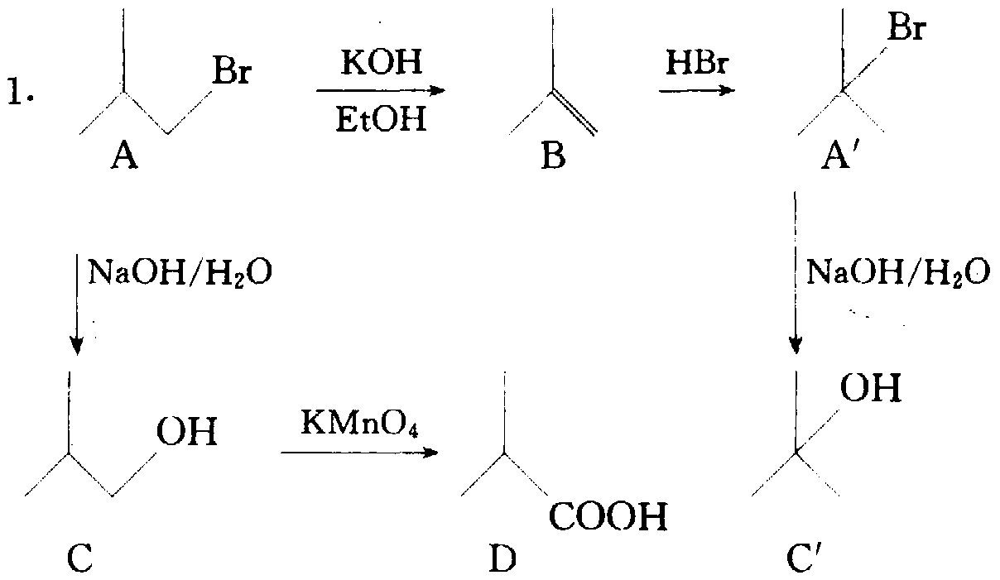 1.
Br
KOH
EtOH
HBr
Br
A
B
A′
NaOH/H₂O
NaOH/H₂O
OH
KMnO₄
COOH
OH
C
D
C′